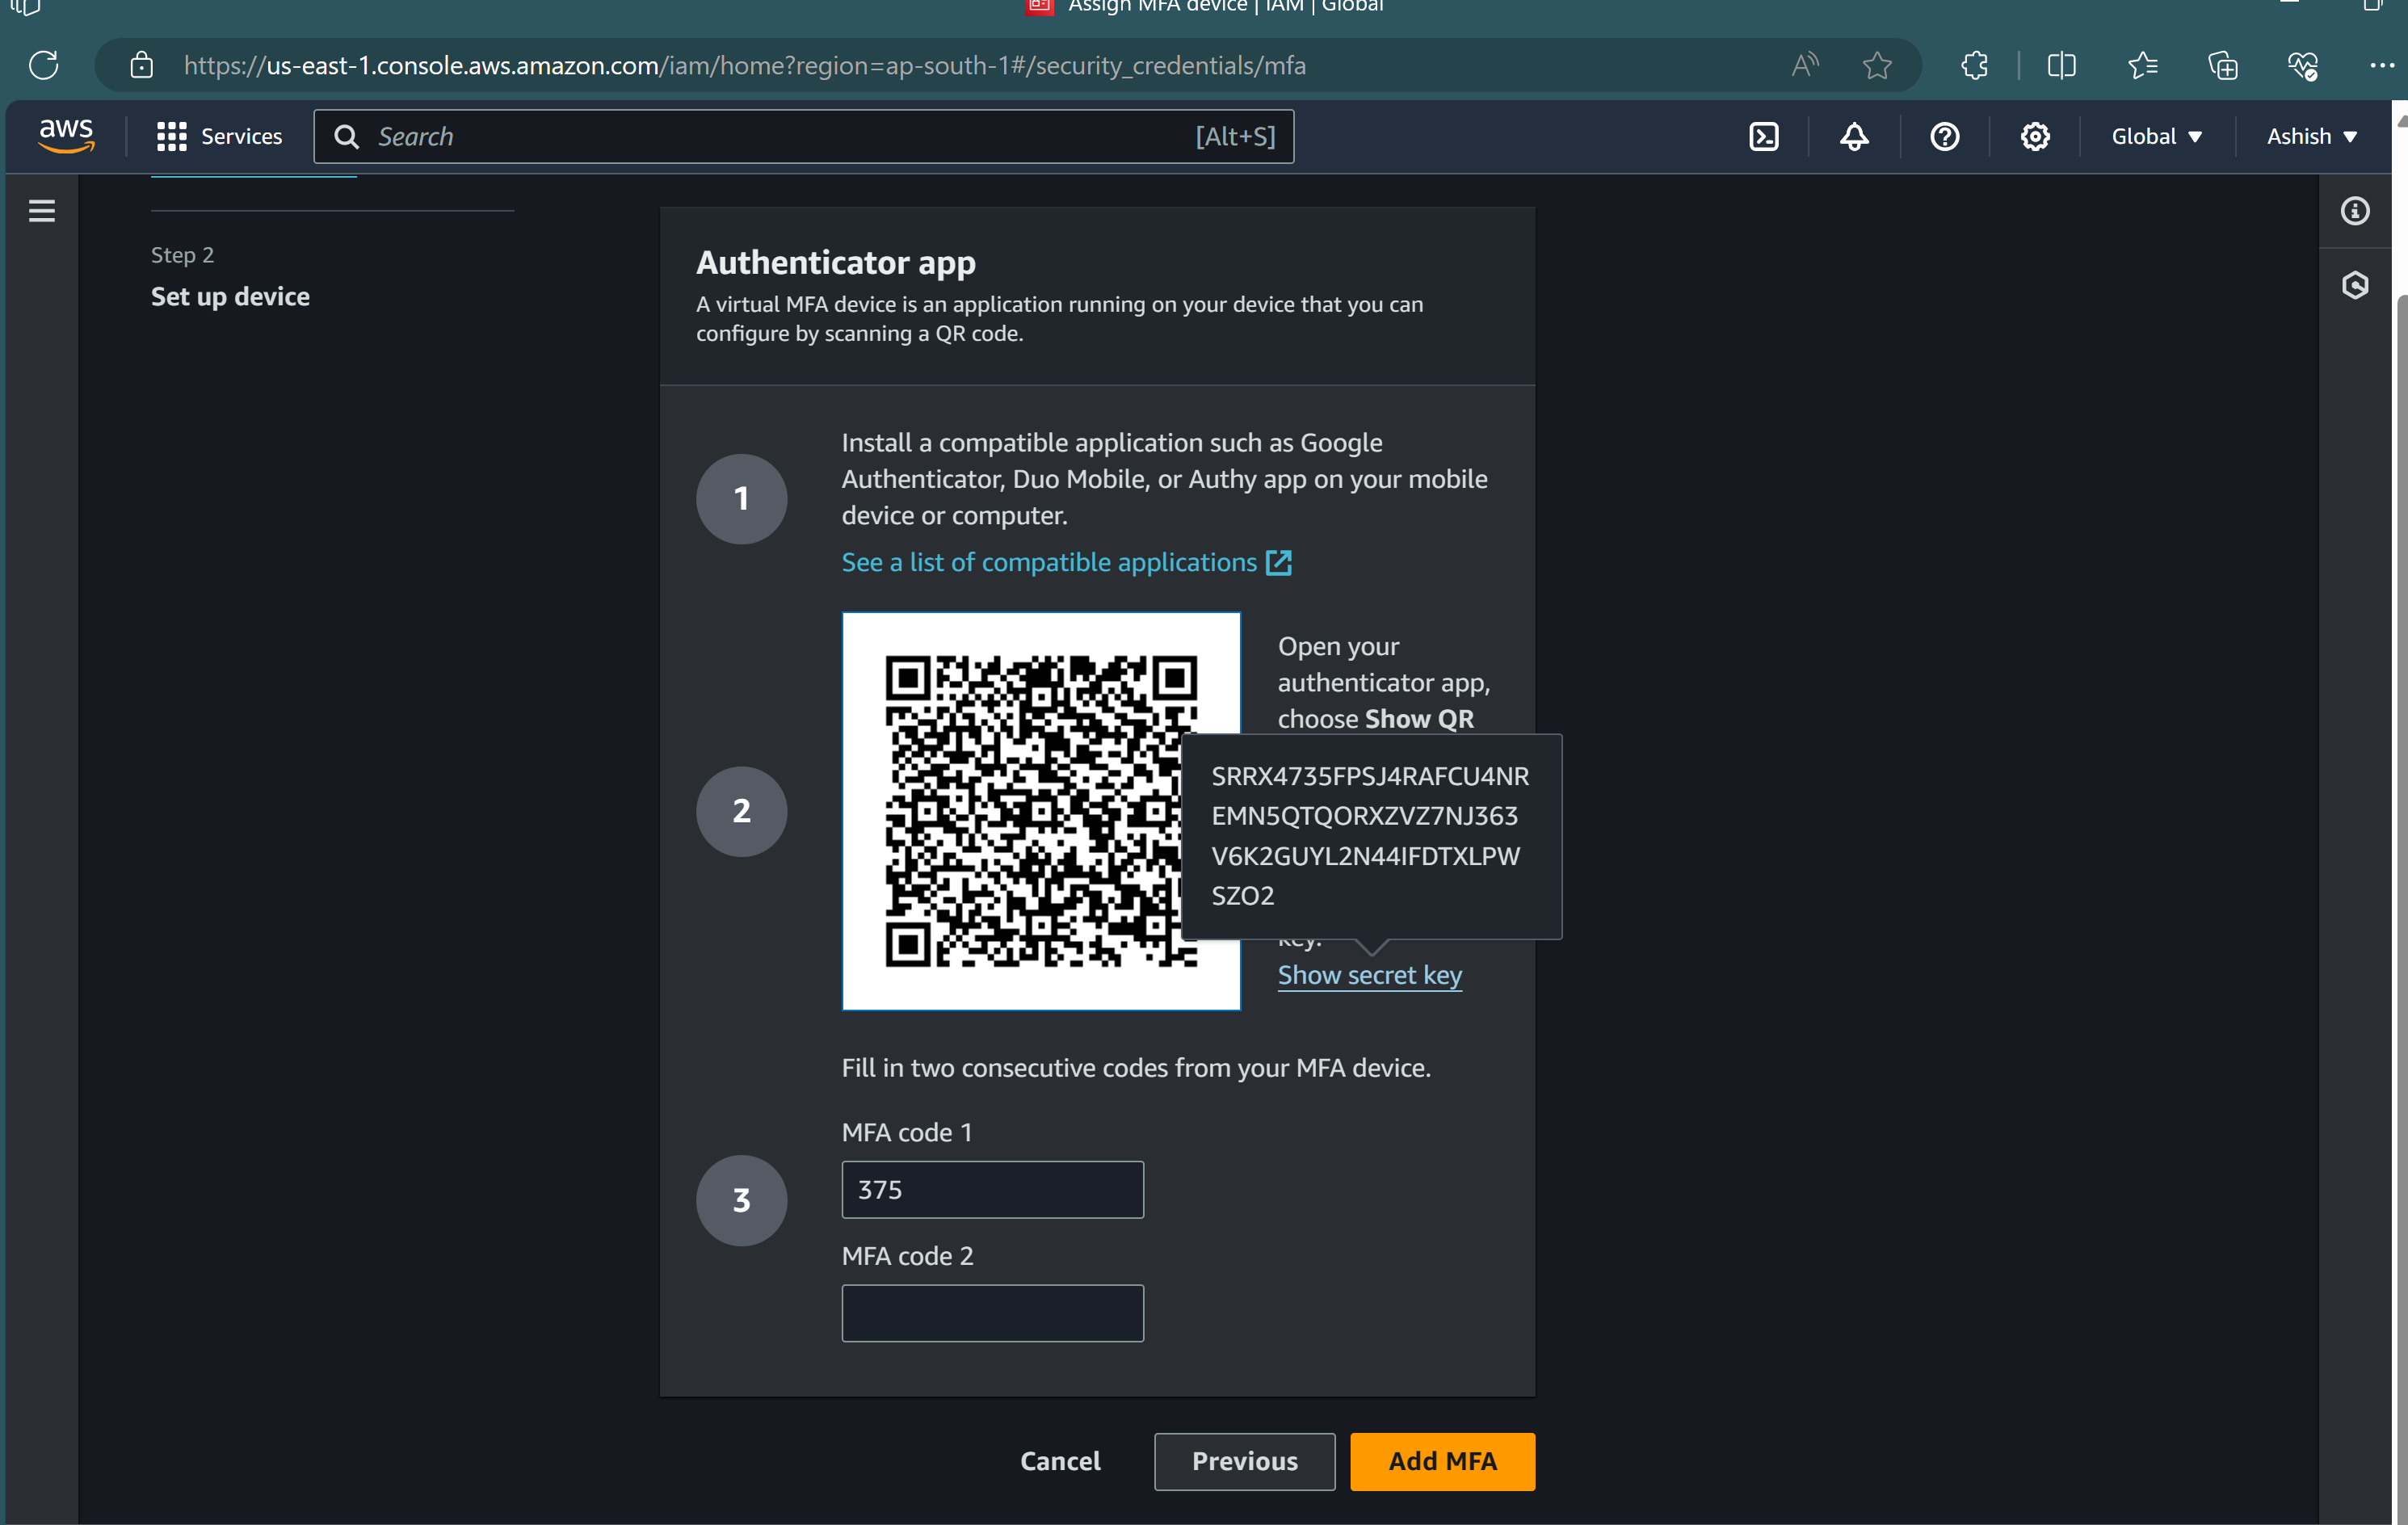 Assign MFA device | IAM | Global
https://us-east-1.console.aws.amazon.com/iam/home?region=ap-south-1#/security_credentials/mfa
aws
Services
Search
[Alt+S]
Global
Ashish
Step 2
Set up device
Authenticator app
A virtual MFA device is an application running on your device that you can
configure by scanning a QR code.
1
Install a compatible application such as Google
Authenticator, Duo Mobile, or Authy app on your mobile
device or computer.
See a list of compatible applications
2
Open your
authenticator app,
choose Show QR
SRRX4735FPSJ4RAFCU4NR
EMN5QTQORXZVZ7NJ363
V6K2GUYL2N44IFDTXLPW
SZO2
key.
Show secret key
3
Fill in two consecutive codes from your MFA device.
MFA code 1
375
MFA code 2
Cancel
Previous
Add MFA